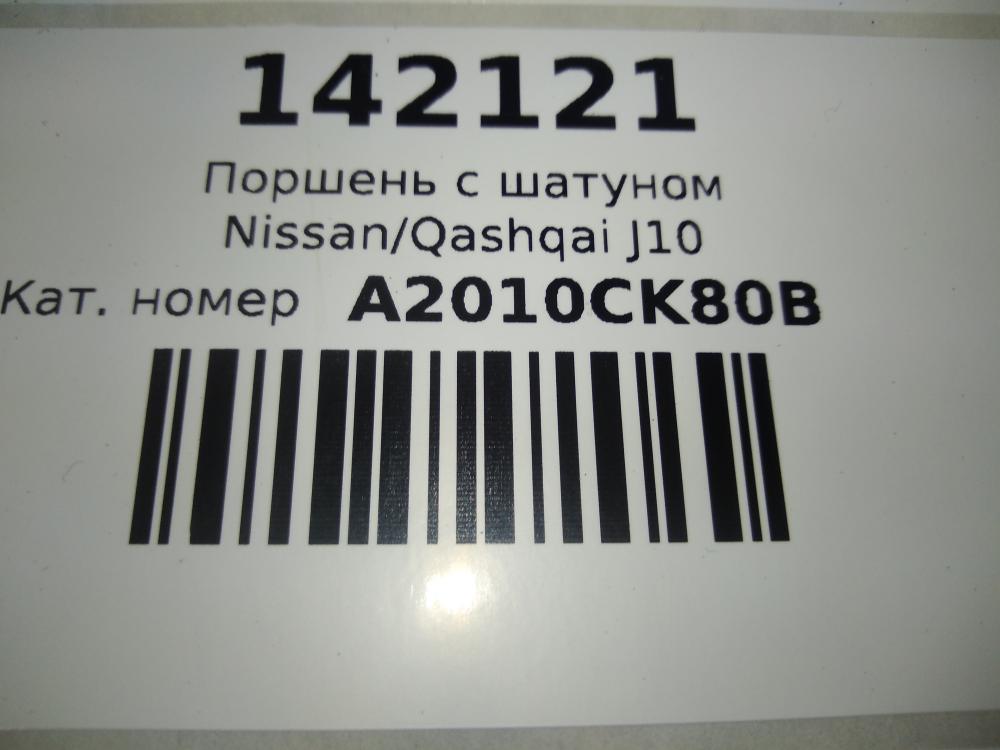 142121
Поршень с шатуном
Nissan/Qashqai J10
Кат. номер A2010CK80B